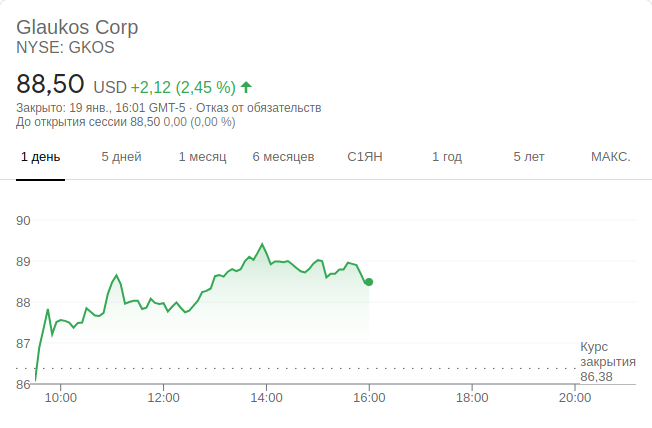 Glaukos Corp
NYSE: GKOS
88,50 USD +2,12 (2,45 %)
Закрыто: 19 янв., 16:01 GMT-5 · Отказ от обязательств
До открытия сессии 88,50 0,00 (0,00 %)
1 день 5 дней 1 месяц 6 месяцев С1ЯН 1 год 5 лет МАКС.
90
89
88
87
86
Курс
закрытия
86,38
10:00 12:00 14:00 16:00 18:00 20:00